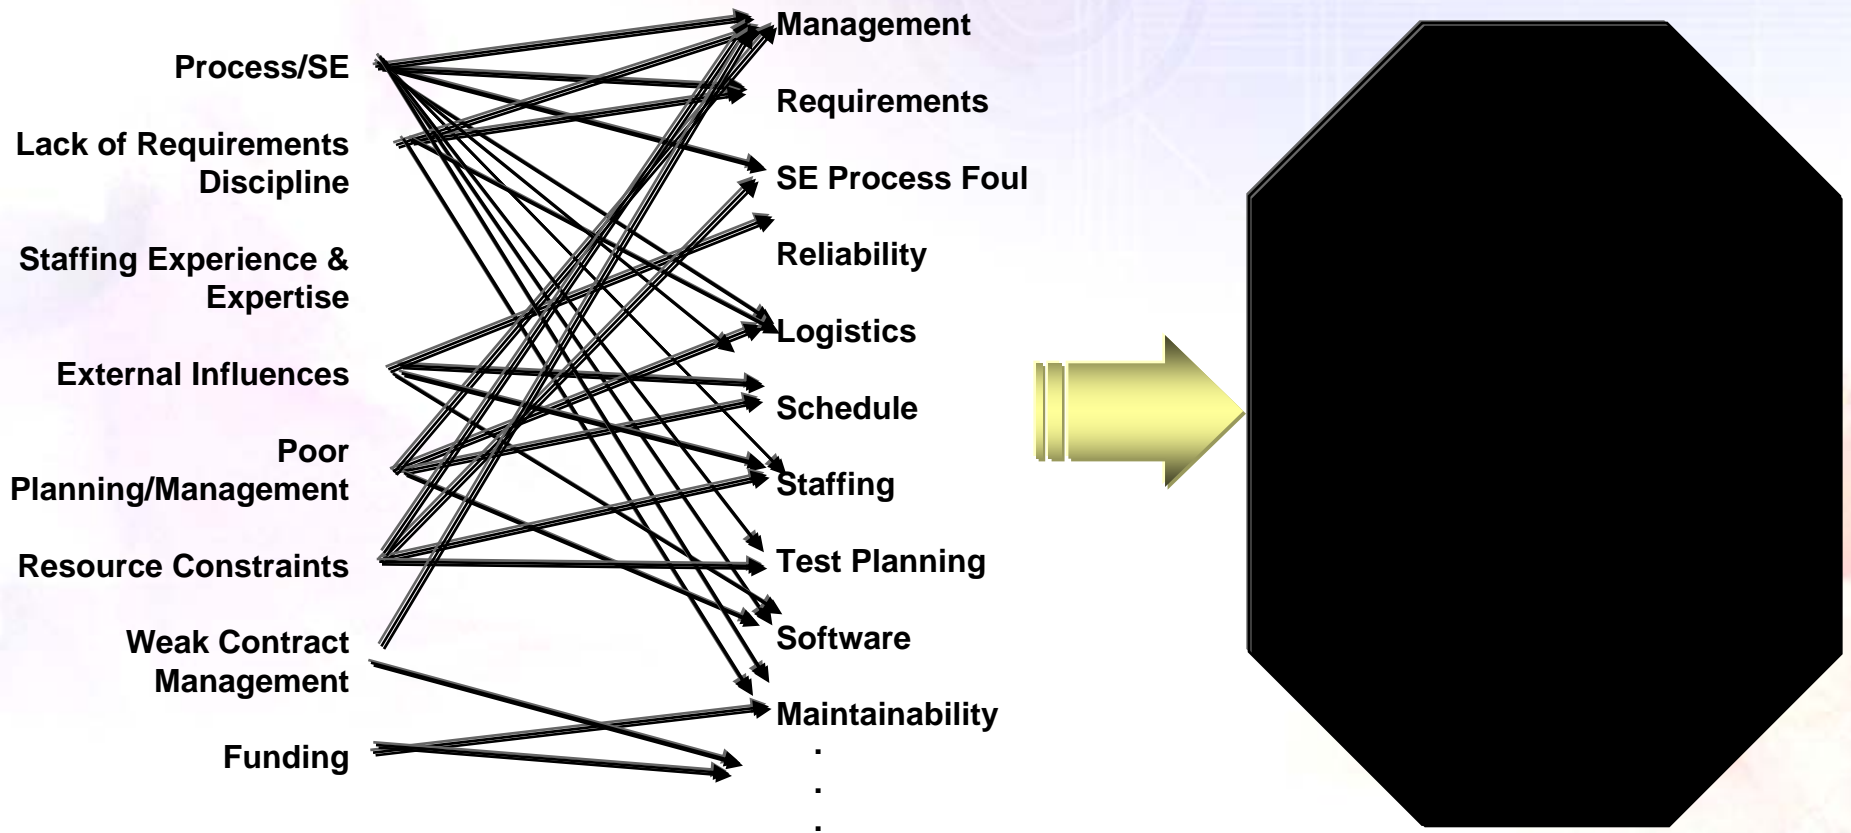 Process/SE
Lack of Requirements
Discipline
Staffing Experience &
Expertise
External Influences
Poor
Planning/Management
Resource Constraints
Weak Contract
Management
Funding
Management
Requirements
SE Process Foul
Reliability
Logistics
Schedule
Staffing
Test Planning
Software
Maintainability
.
.
.